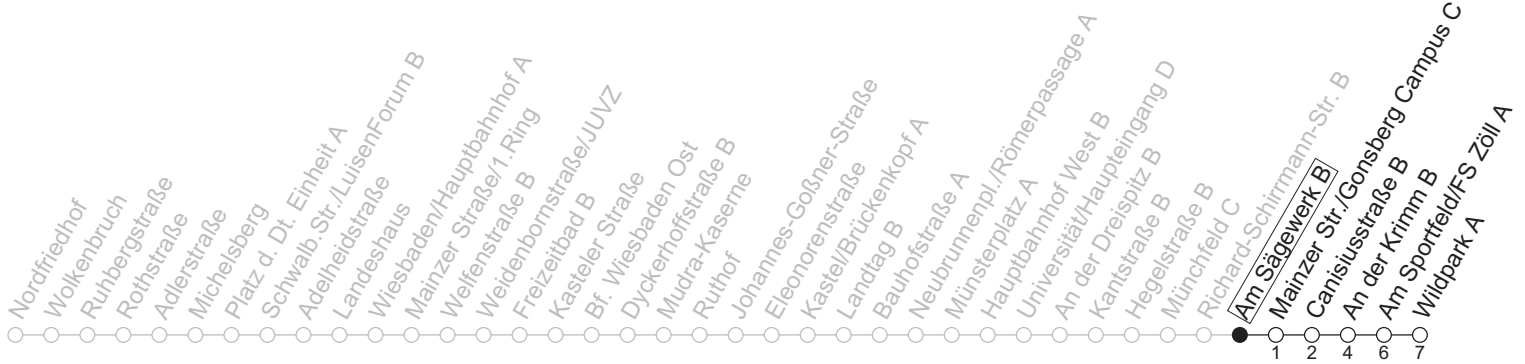 Nordfriedhof
Wolkenbruch
Ruhbergstraße
Rothstraße
Adlerstraße
Michelsberg
Platz d. Dt. Einheit A
Schwalb. Str./LuisenForum B
Adelheidstraße
Landeshaus
Wiesbaden/Hauptbahnhof A
Mainzer Straße/1.Ring
Welfenstraße B
Weidenbornstraße/JUVZ
Freizeitbad B
Kasteler Straße
Bf. Wiesbaden Ost
Dyckerhoffstraße B
Mudra-Kaserne
Ruthof
Johannes-Goßner-Straße
Eleonorenstraße
Kastel/Brückenkopf A
Landtag B
Bauhofstraße A
Neubrunnenpl./Römerpassage A
Münsterplatz A
Hauptbahnhof West B
Universität/Haupteingang D
An der Dreispitz B
Kantstraße B
Hegelstraße B
Münchfeld C
Richard-Schirrmann-Str. B
Am Sägewerk B
Mainzer Str./Gonsberg Campus C
Canisiusstraße B
An der Krimm B
Am Sportfeld/FS Zöll A
Wildpark A
1 2 4 6 7